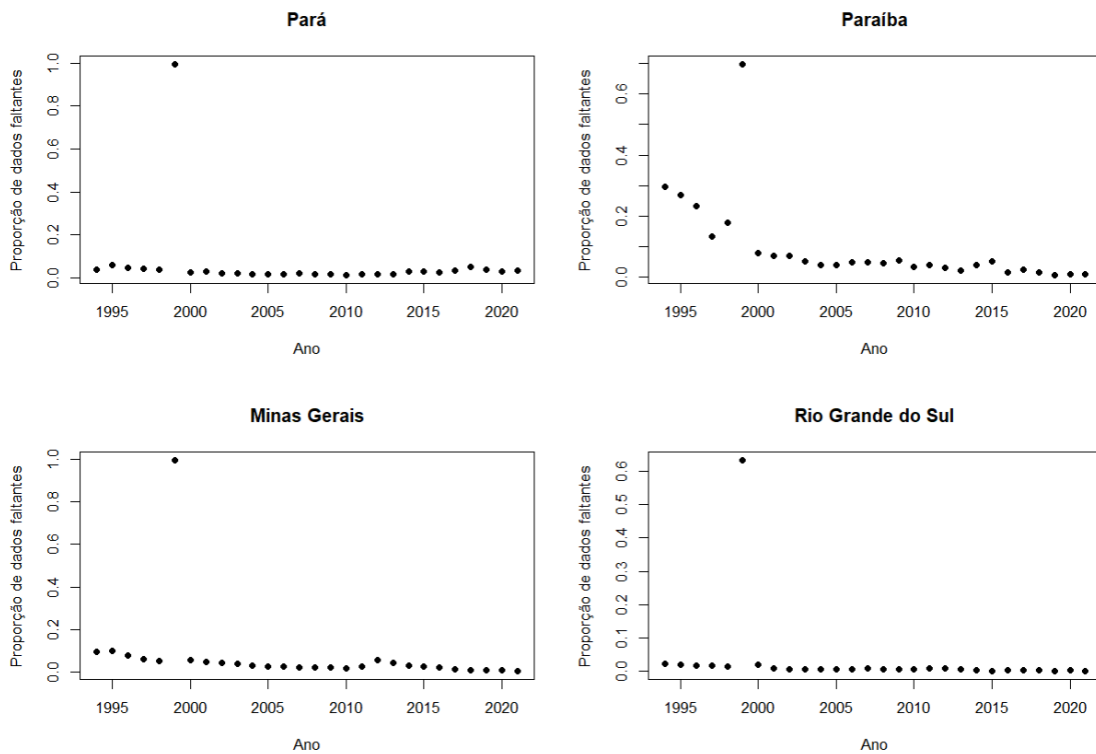 Pará
Proporção de dados faltantes
1.0
0.8
0.6
0.4
0.2
0.0
1995 2000 2005 2010 2015 2020
Ano
Paraíba
Proporção de dados faltantes
0.6
0.4
0.2
0.0
1995 2000 2005 2010 2015 2020
Ano
Minas Gerais
Proporção de dados faltantes
1.0
0.8
0.6
0.4
0.2
0.0
1995 2000 2005 2010 2015 2020
Ano
Rio Grande do Sul
Proporção de dados faltantes
0.6
0.5
0.4
0.3
0.2
0.1
0.0
1995 2000 2005 2010 2015 2020
Ano